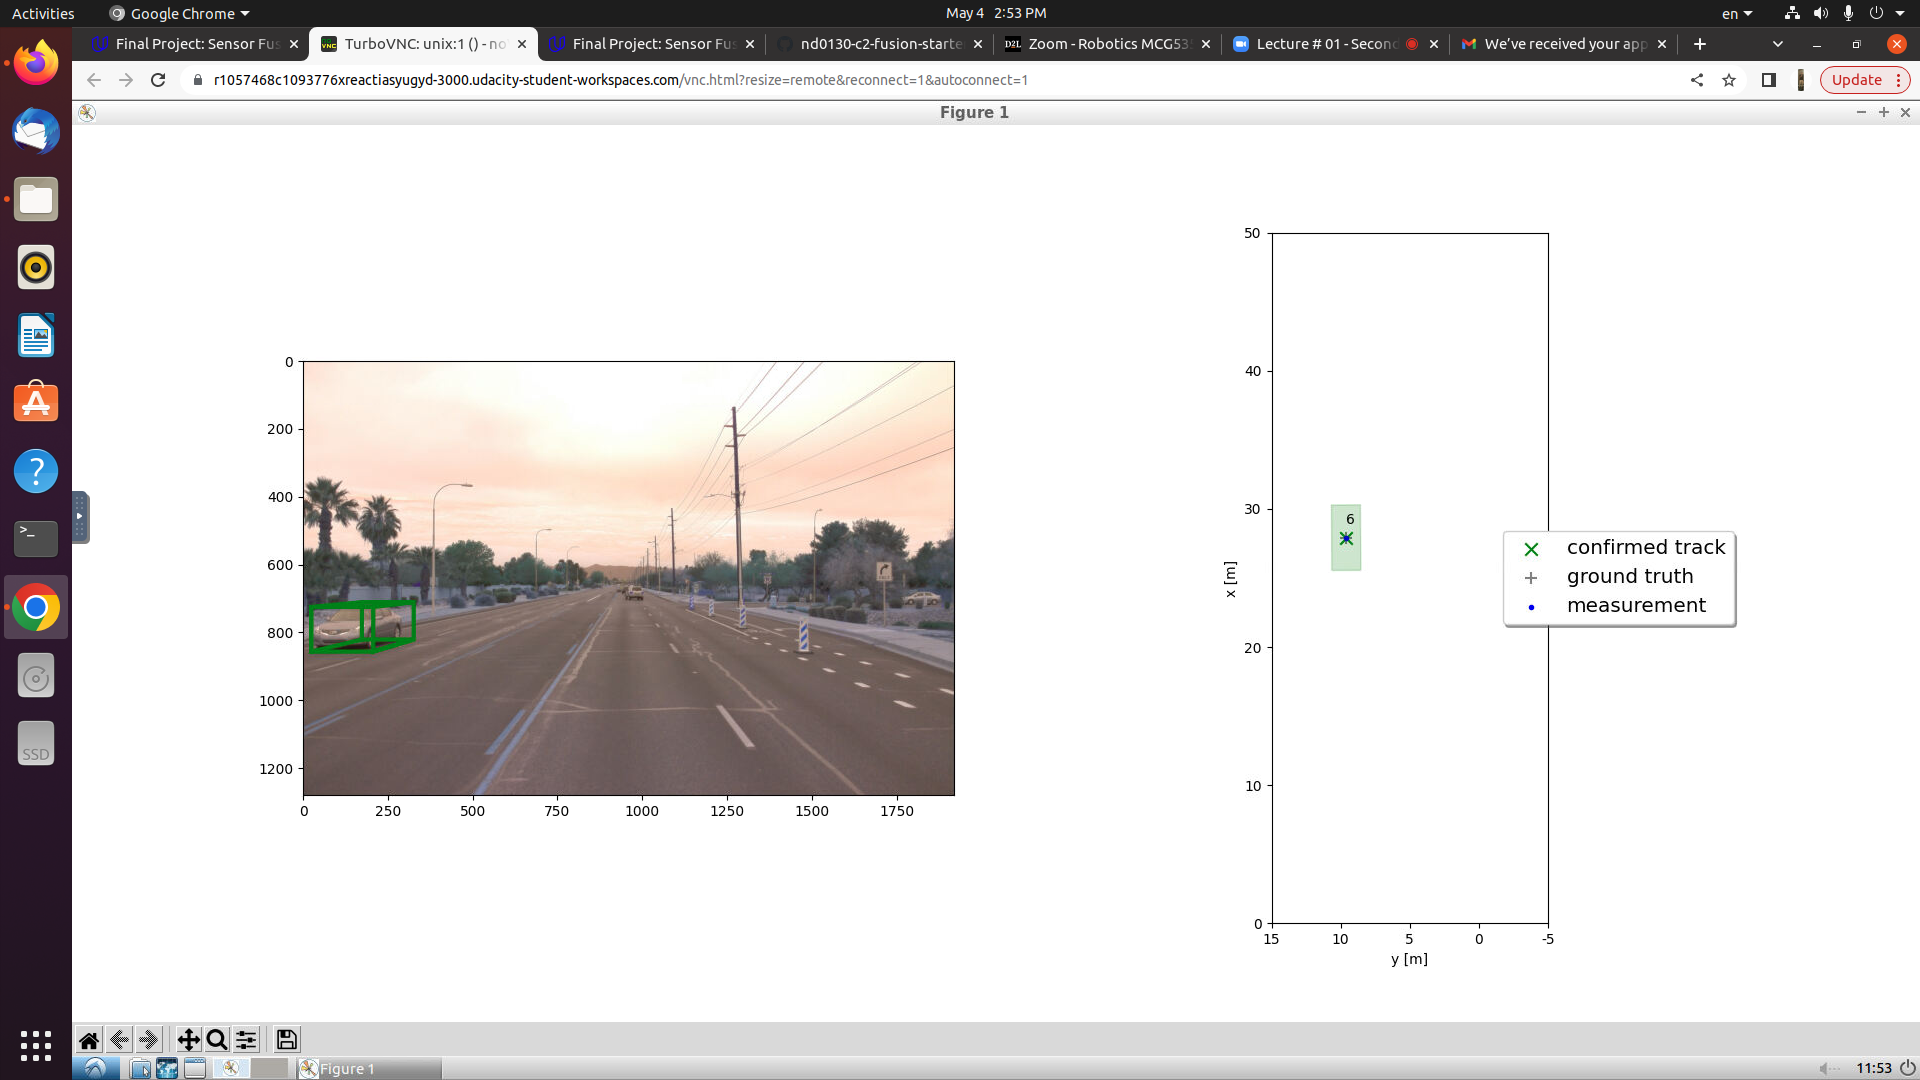 Activities
Google Chrome
May 4 2:53 PM
en
Final Project: Sensor Fus
TurboVNC: unix:1 () - no
Final Project: Sensor Fus
nd0130-c2-fusion-starte
Zoom - Robotics MCG53
Lecture # 01 - Second
We've received your app
r1057468c1093776xreactiasyugyd-3000.udacity-student-workspaces.com/vnc.html?resize=remote&reconnect=1&autoconnect=1
Update
Figure 1
0
200
400
600
800
1000
1200
0 250 500 750 1000 1250 1500 1750
50
40
30
20
10
0
x [m]
15 10 5 0 -5
y [m]
6
confirmed track
ground truth
measurement
SSD
Figure 1
11:53